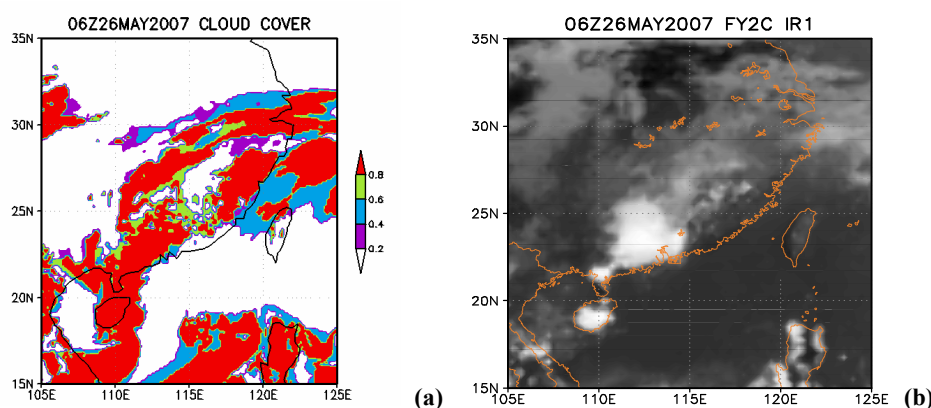 06Z26MAY2007 CLOUD COVER
35N
30N
25N
20N
15N
105E
110E
115E
120E
125E
0.8
0.6
0.4
0.2
(a)
06Z26MAY2007 FY2C IR1
35N
30N
25N
20N
15N
105E
110E
115E
120E
125E
(b)